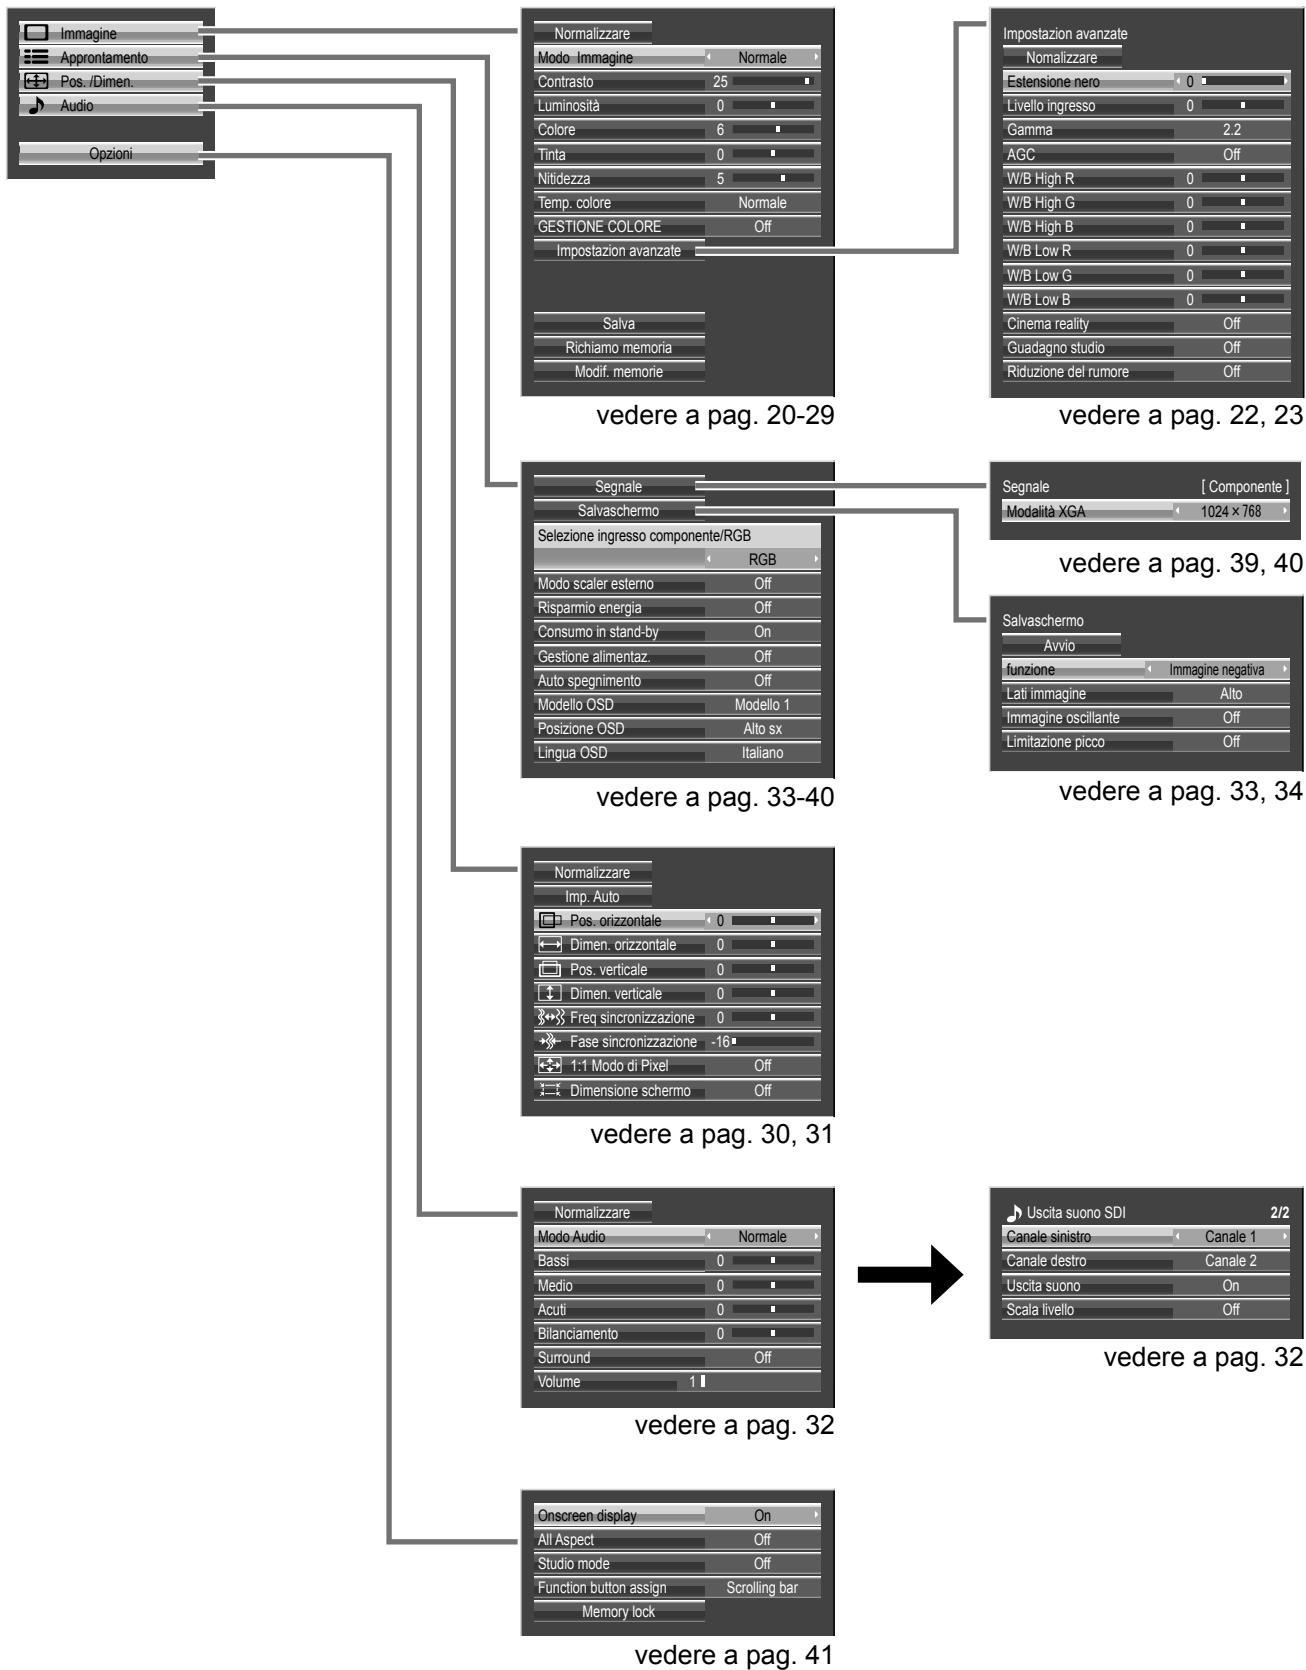 Immagine
Approntamento
Pos. /Dimen.
Audio
Opzioni
Normalizzare
Modo Immagine Normale
Contrasto 25
Luminosità 0
Colore 6
Tinta 0
Nitidezza 5
Temp. colore Normale
GESTIONE COLORE Off
Impostazion avanzate
Salva
Richiamo memoria
Modif. memorie
vedere a pag. 20-29
Impostazion avanzate
Nomalizzare
Estensione nero 0
Livello ingresso 0
Gamma 2.2
AGC Off
W/B High R 0
W/B High G 0
W/B High B 0
W/B Low R 0
W/B Low G 0
W/B Low B 0
Cinema reality Off
Guadagno studio Off
Riduzione del rumore Off
vedere a pag. 22, 23
Segnale
Salvaschermo
Selezione ingresso componente/RGB
RGB
Modo scaler esterno Off
Risparmio energia Off
Consumo in stand-by On
Gestione alimentaz. Off
Auto spegnimento Off
Modello OSD Modello 1
Posizione OSD Alto sx
Lingua OSD Italiano
vedere a pag. 33-40
Segnale [ Componente ]
Modalità XGA 1024 × 768
vedere a pag. 39, 40
Salvaschermo
Avvio
funzione Immagine negativa
Lati immagine Alto
Immagine oscillante Off
Limitazione picco Off
vedere a pag. 33, 34
Normalizzare
Imp. Auto
Pos. orizzontale 0
Dimen. orizzontale 0
Pos. verticale 0
Dimen. verticale 0
Freq sincronizzazione 0
Fase sincronizzazione -16
1:1 Modo di Pixel Off
Dimensione schermo Off
vedere a pag. 30, 31
Normalizzare
Modo Audio Normale
Bassi 0
Medio 0
Acuti 0
Bilanciamento 0
Surround Off
Volume 1
vedere a pag. 32
Uscita suono SDI 2/2
Canale sinistro Canale 1
Canale destro Canale 2
Uscita suono On
Scala livello Off
vedere a pag. 32
Onscreen display On
All Aspect Off
Studio mode Off
Function button assign Scrolling bar
Memory lock
vedere a pag. 41